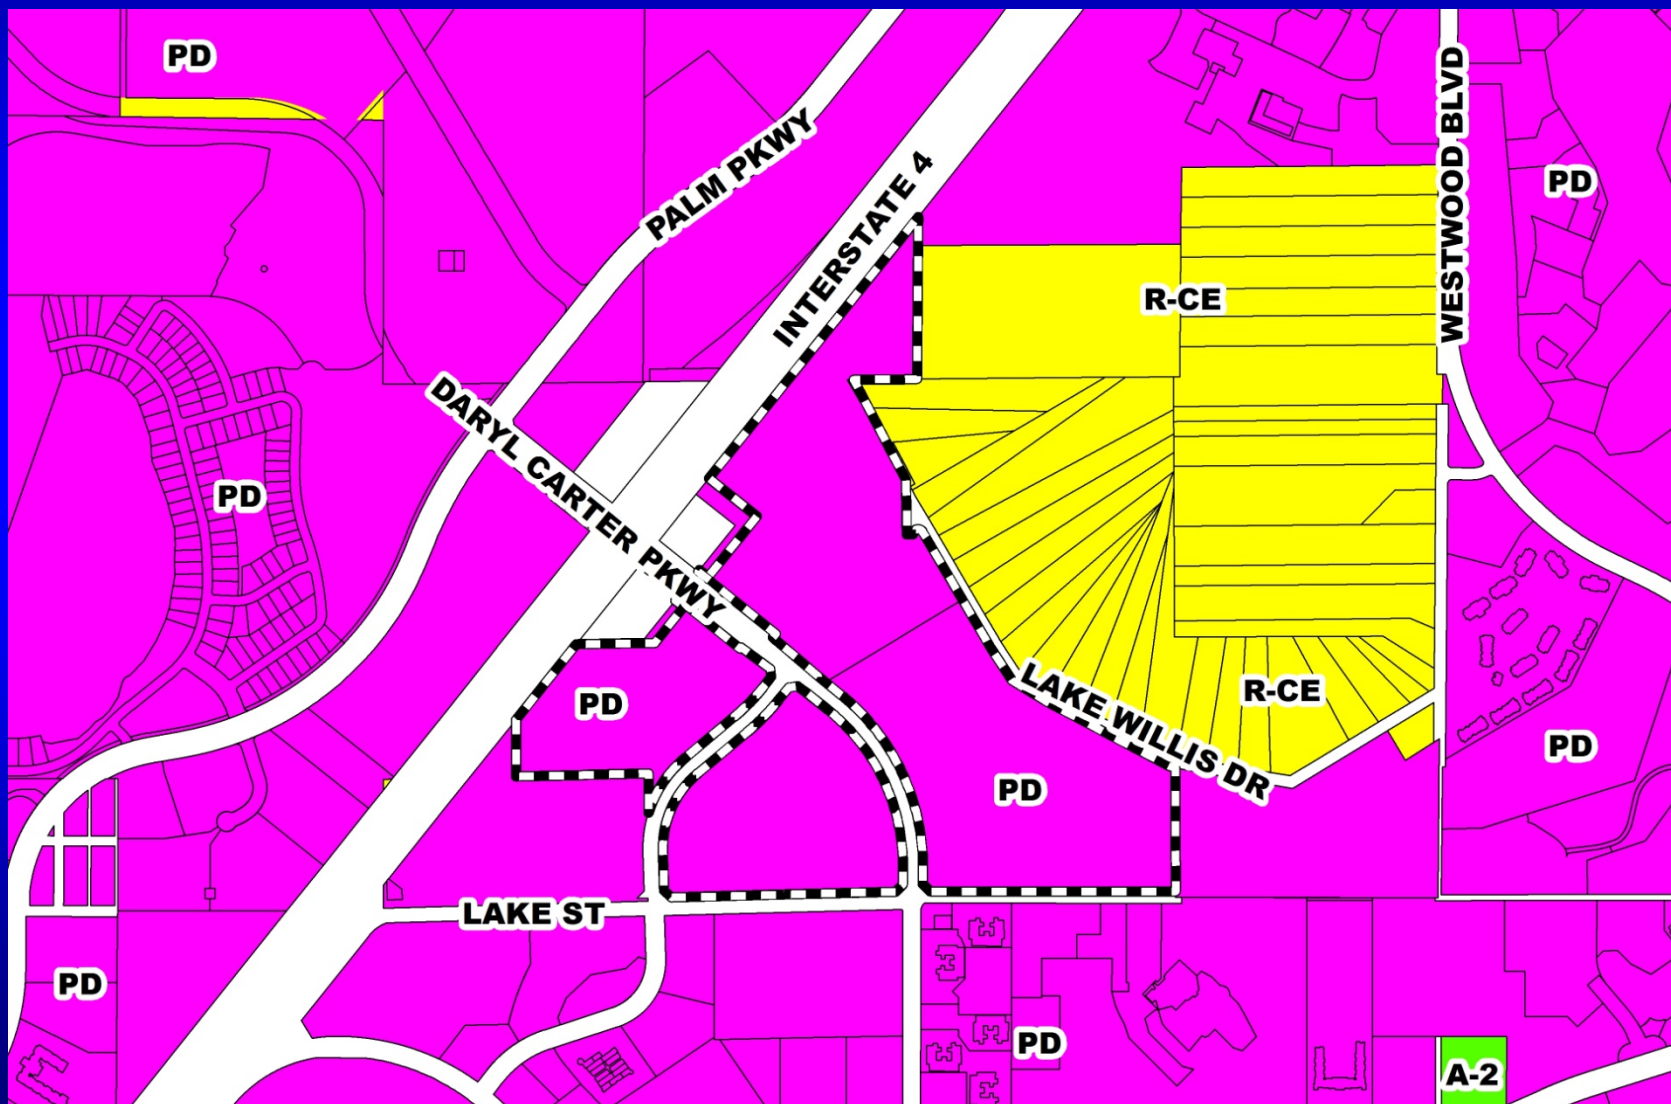 PD
WESTWOOD BLVD
PALM PKWY
PD
INTERSTATE 4
R-CE
DARYL CARTER PKWY
PD
R-CE
LAKE WILLIS DR
PD
PD
PD
LAKE ST
PD
PD
A-2